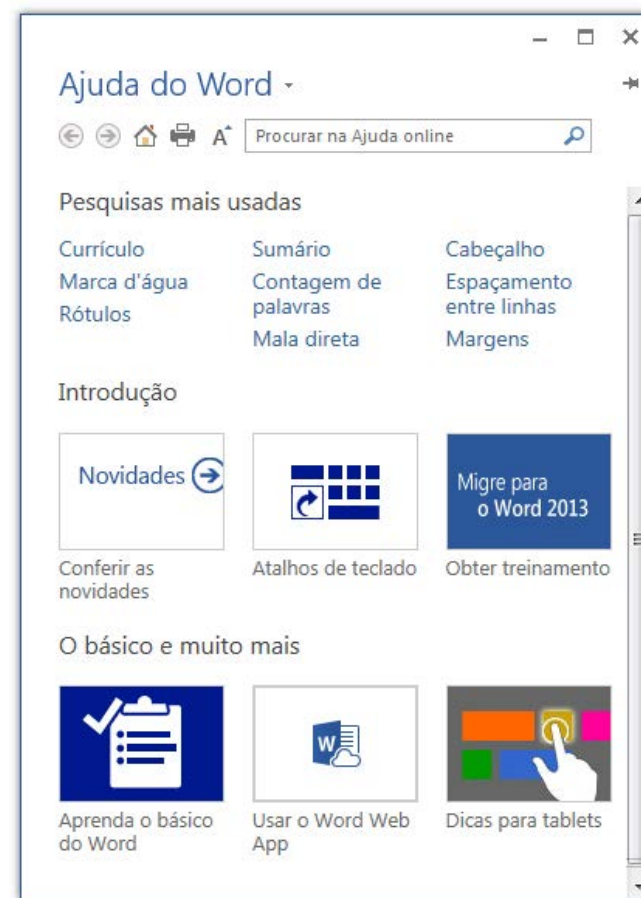 Ajuda do Word
A
Procurar na Ajuda online
Pesquisas mais usadas
Currículo
Marca d'água
Rótulos
Sumário
Contagem de
palavras
Mala direta
Cabeçalho
Espaçamento
entre linhas
Margens
Introdução
Novidades
Conferir as
novidades
Atalhos de teclado
Migre para
o Word 2013
Obter treinamento
O básico e muito mais
Aprenda o básico
do Word
W
Usar o Word Web
App
Dicas para tablets